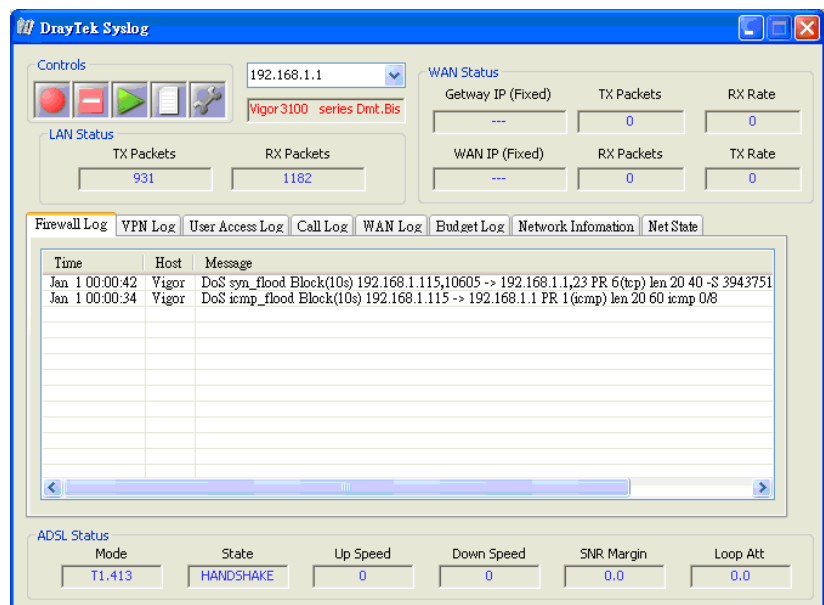 DrayTek Syslog
Controls
192.168.1.1
Vigor3100 series Dmt.Bis
WAN Status
Getway IP (Fixed) TX Packets RX Rate
--- 0 0
WAN IP (Fixed) RX Packets TX Rate
--- 0 0
LAN Status
TX Packets RX Packets
931 1182
Firewall Log VPN Log User Access Log Call Log WAN Log Budget Log Network Infomation Net State
Time Host Message
Jan 1 00:00:42 Vigor DoS syn_flood Block(10s) 192.168.1.115,10605 -> 192.168.1.1,23 PR 6(tcp) len 20 40 -S 3943751
Jan 1 00:00:34 Vigor DoS icmp_flood Block(10s) 192.168.1.115 -> 192.168.1.1 PR 1(icmp) len 20 60 icmp 0/8
ADSL Status
Mode State Up Speed Down Speed SNR Margin Loop Att
T1.413 HANDSHAKE 0 0 0.0 0.0